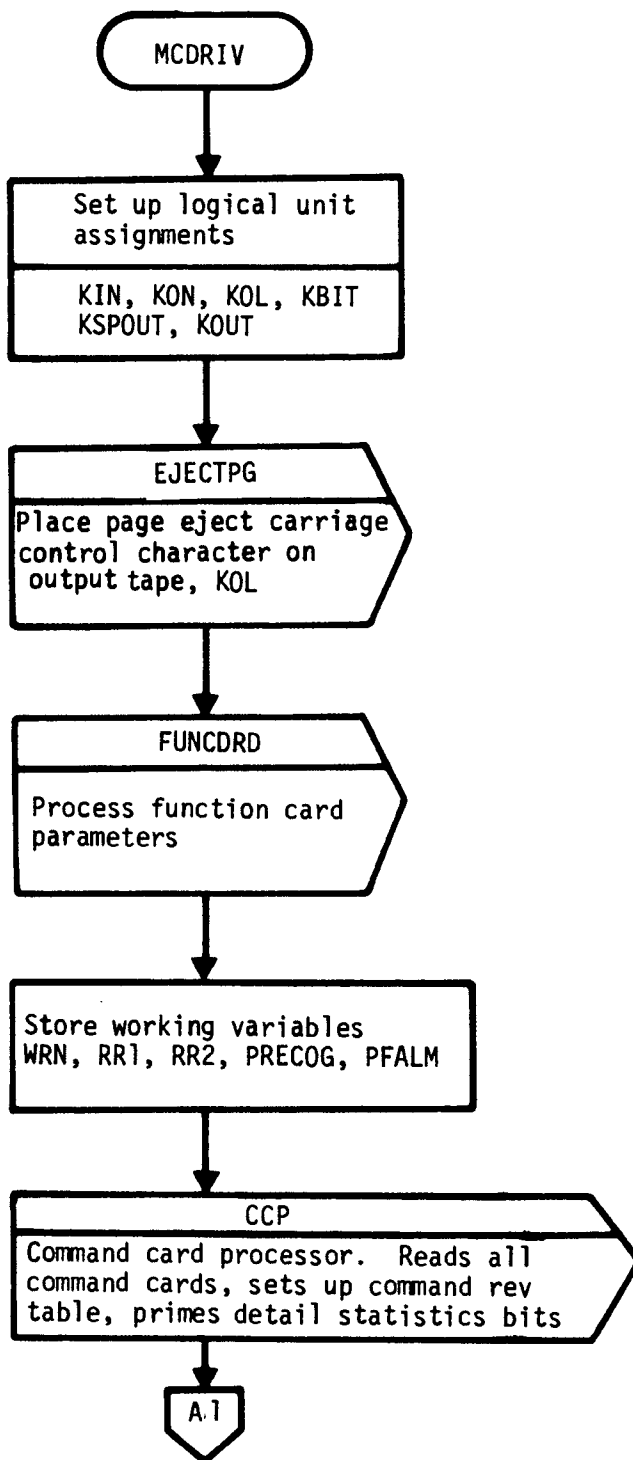 MCDRIV
Set up logical unit
assignments
KIN, KON, KOL, KBIT
KSPOUT, KOUT
EJECTPG
Place page eject carriage
control character on
output tape, KOL
FUNCDRD
Process function card
parameters
Store working variables
WRN, RR1, RR2, PRECOG, PFALM
CCP
Command card processor. Reads all
command cards, sets up command rev
table, primes detail statistics bits
A.1